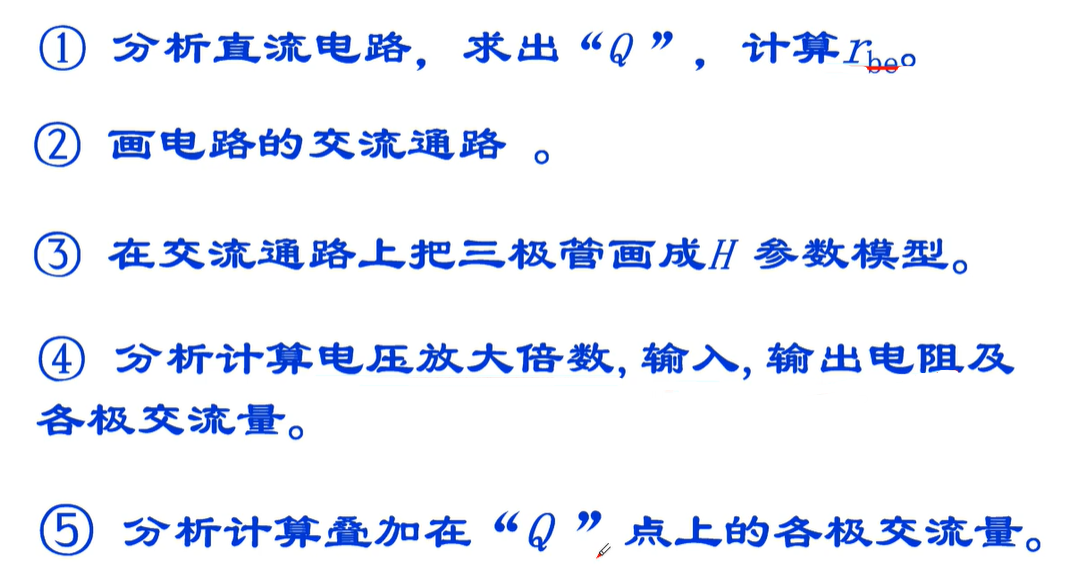 ① 分析直流电路，求出“Q”，计算rbe。
② 画电路的交流通路 。
③ 在交流通路上把三极管画成H 参数模型。
④ 分析计算电压放大倍数,输入,输出电阻及
各极交流量。
⑤ 分析计算叠加在“Q”点上的各极交流量。